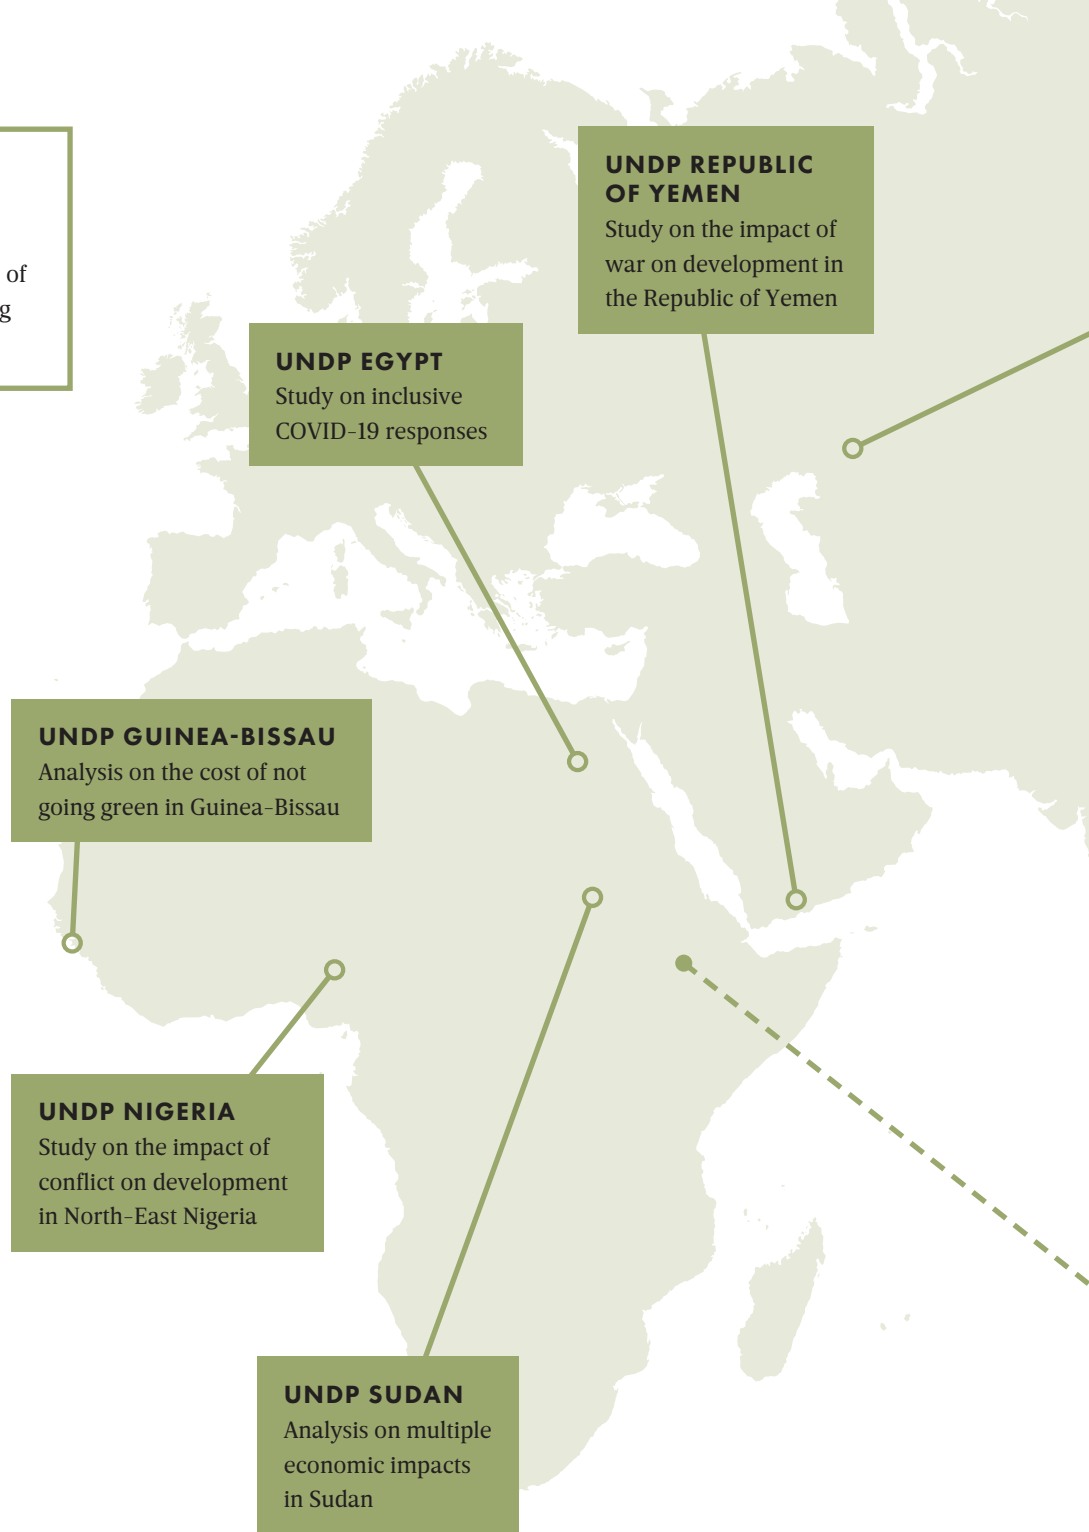 of
g
UNDP REPUBLIC
OF YEMEN
Study on the impact of
war on development in
the Republic of Yemen
UNDP EGYPT
Study on inclusive
COVID-19 responses
UNDP GUINEA-BISSAU
Analysis on the cost of not
going green in Guinea-Bissau
UNDP NIGERIA
Study on the impact of
conflict on development
in North-East Nigeria
UNDP SUDAN
Analysis on multiple
economic impacts
in Sudan